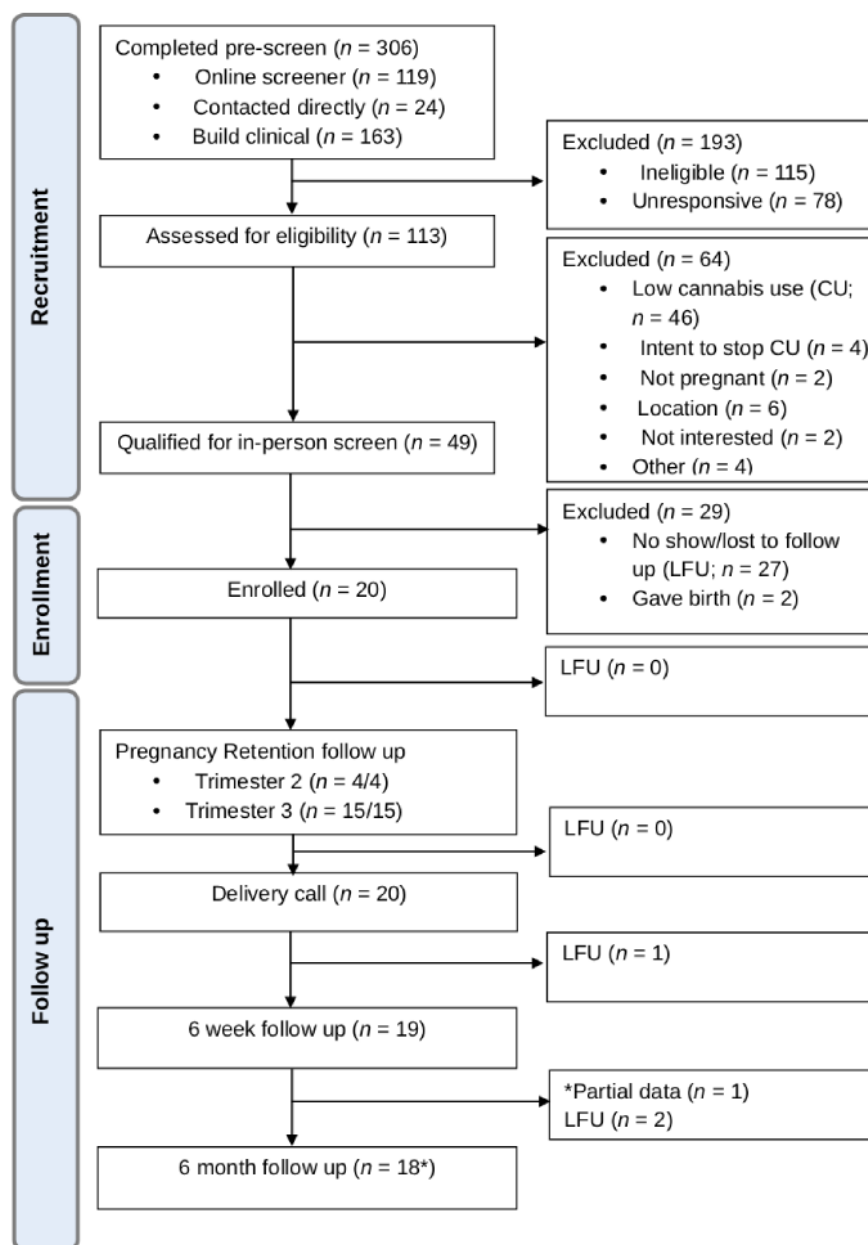 Recruitment
Completed pre-screen (n = 306)
• Online screener (n = 119)
• Contacted directly (n = 24)
• Build clinical (n = 163)
Excluded (n = 193)
• Ineligible (n = 115)
• Unresponsive (n = 78)
Assessed for eligibility (n = 113)
Excluded (n = 64)
• Low cannabis use (CU;
n = 46)
• Intent to stop CU (n = 4)
• Not pregnant (n = 2)
• Location (n = 6)
• Not interested (n = 2)
• Other (n = 4)
Qualified for in-person screen (n = 49)
Enrollment
Excluded (n = 29)
• No show/lost to follow
up (LFU; n = 27)
• Gave birth (n = 2)
Enrolled (n = 20)
LFU (n = 0)
Follow up
Pregnancy Retention follow up
• Trimester 2 (n = 4/4)
• Trimester 3 (n = 15/15)
LFU (n = 0)
Delivery call (n = 20)
LFU (n = 1)
6 week follow up (n = 19)
*Partial data (n = 1)
LFU (n = 2)
6 month follow up (n = 18*)